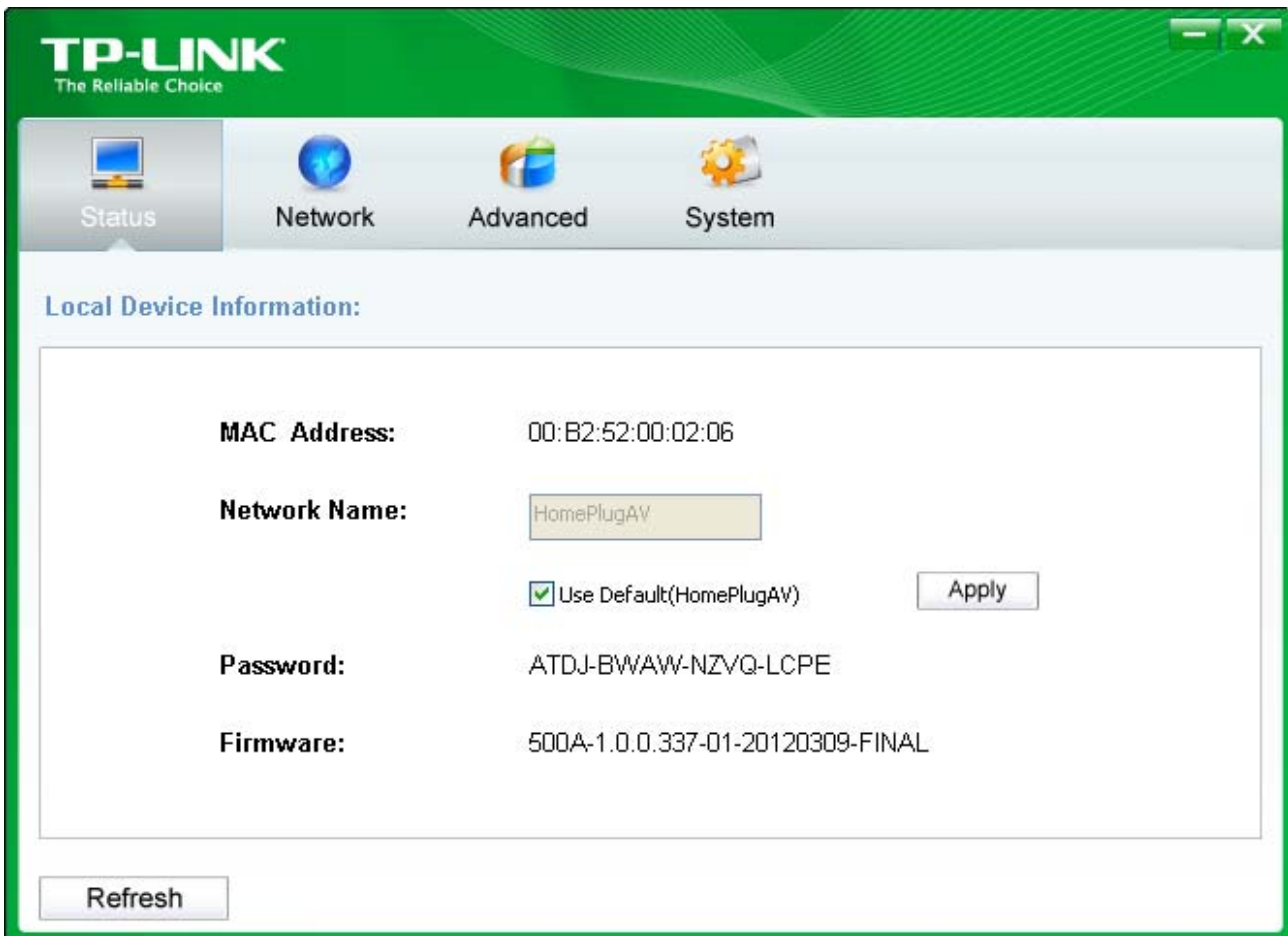 TP-LINK
The Reliable Choice
Status
Network
Advanced
System
Local Device Information:
MAC Address:
00:B2:52:00:02:06
Network Name:
HomePlugAV
Use Default(HomePlugAV)
Apply
Password:
ATDJ-BWAW-NZVQ-LCPE
Firmware:
500A-1.0.0.337-01-20120309-FINAL
Refresh